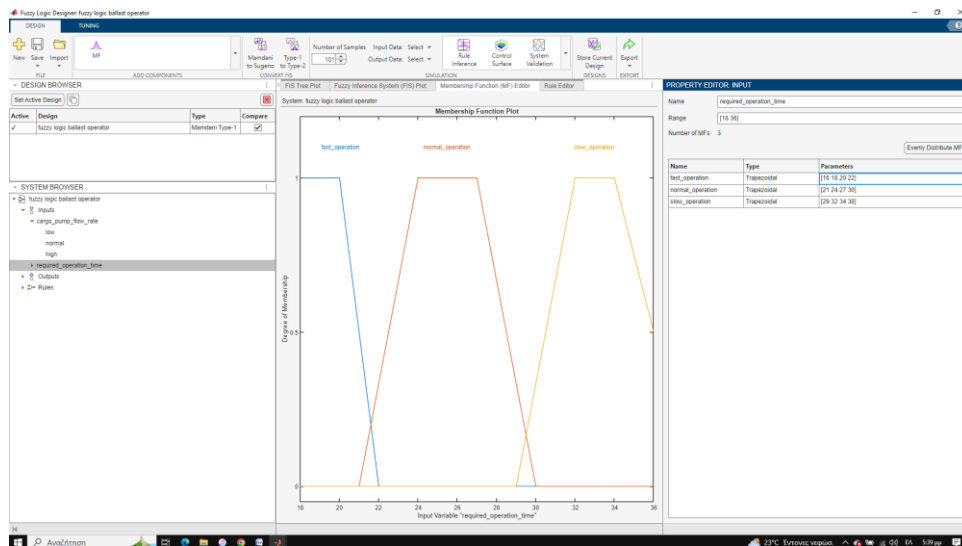 Fuzzy Logic Designer: fuzzy logic ballast operator
DESIGN TUNING
New Save Import
MF
Mamdani to Sugeno
Type-1 to Type-2
Number of Samples 101
Input Data: Select
Output Data: Select
Rule Inference
Control Surface
System Validation
Store Current Design
Export
FILE ADD COMPONENTS CONVERT FIS SIMULATION DESIGNS EXPORT
DESIGN BROWSER
Set Active Design
Active Design Type Compare
✓ fuzzy logic ballast operator Mamdani Type-1
SYSTEM BROWSER
fuzzy logic ballast operator
Inputs
cargo_pump_flow_rate
low
normal
high
required_operation_time
Outputs
Rules
FIS Tree Plot Fuzzy Inference System (FIS) Plot Membership Function (MF) Editor Rule Editor
System: fuzzy logic ballast operator
Membership Function Plot
fast_operation normal_operation slow_operation
1
0.5
0
Degree of Membership
18 20 22 24 26 28 30 32 34 36
Input Variable "required_operation_time"
PROPERTY EDITOR: INPUT
Name required_operation_time
Range [18 36]
Number of MFs: 3
Evenly Distribute MF
Name Type Parameters
fast_operation Trapezoidal [16 18 20 22]
normal_operation Trapezoidal [21 24 27 30]
slow_operation Trapezoidal [29 32 34 38]
Αναζήτηση
23°C Έντονες νεφώσ.
ΕΛ
5:39 μμ